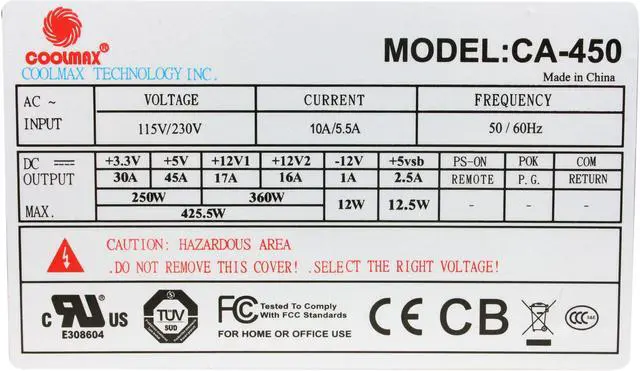 COOLMAX
COOLMAX TECHNOLOGY INC.
MODEL:CA-450
Made in China
AC ~ INPUT VOLTAGE CURRENT FREQUENCY
115V/230V 10A/5.5A 50/60Hz
DC OUTPUT +3.3V +5V +12V1 +12V2 -12V +5vsb PS-ON POK COM
30A 45A 17A 16A 1A 2.5A REMOTE P.G. RETURN
MAX. 250W 360W 12W 12.5W - - -
425.5W
CAUTION: HAZARDOUS AREA
.DO NOT REMOVE THIS COVER! .SELECT THE RIGHT VOLTAGE!
c RU US
E308604
TÜV
SÜD
FC Tested To Comply
With FCC Standards
FOR HOME OR OFFICE USE
CE CB
CCC S&E